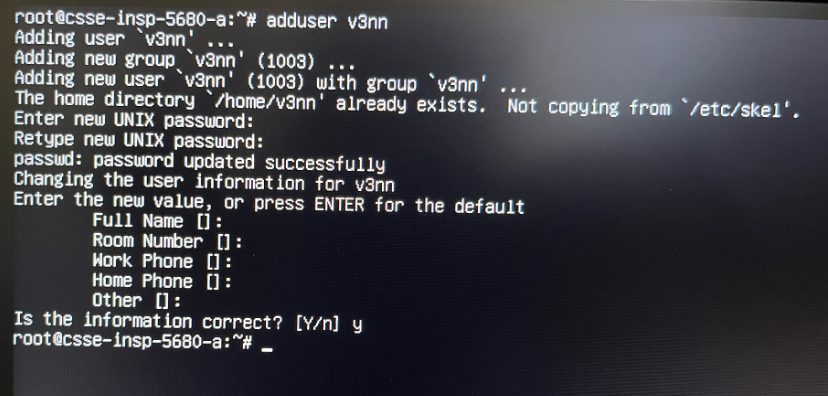 root@csse-insp-5680-a:~# adduser v3nn
Adding user `v3nn' ...
Adding new group `v3nn' (1003) ...
Adding new user `v3nn' (1003) with group `v3nn' ...
The home directory `/home/v3nn' already exists.  Not copying from `/etc/skel'.
Enter new UNIX password:
Retype new UNIX password:
passwd: password updated successfully
Changing the user information for v3nn
Enter the new value, or press ENTER for the default
        Full Name []:
        Room Number []:
        Work Phone []:
        Home Phone []:
        Other []:
Is the information correct? [Y/n] y
root@csse-insp-5680-a:~# _